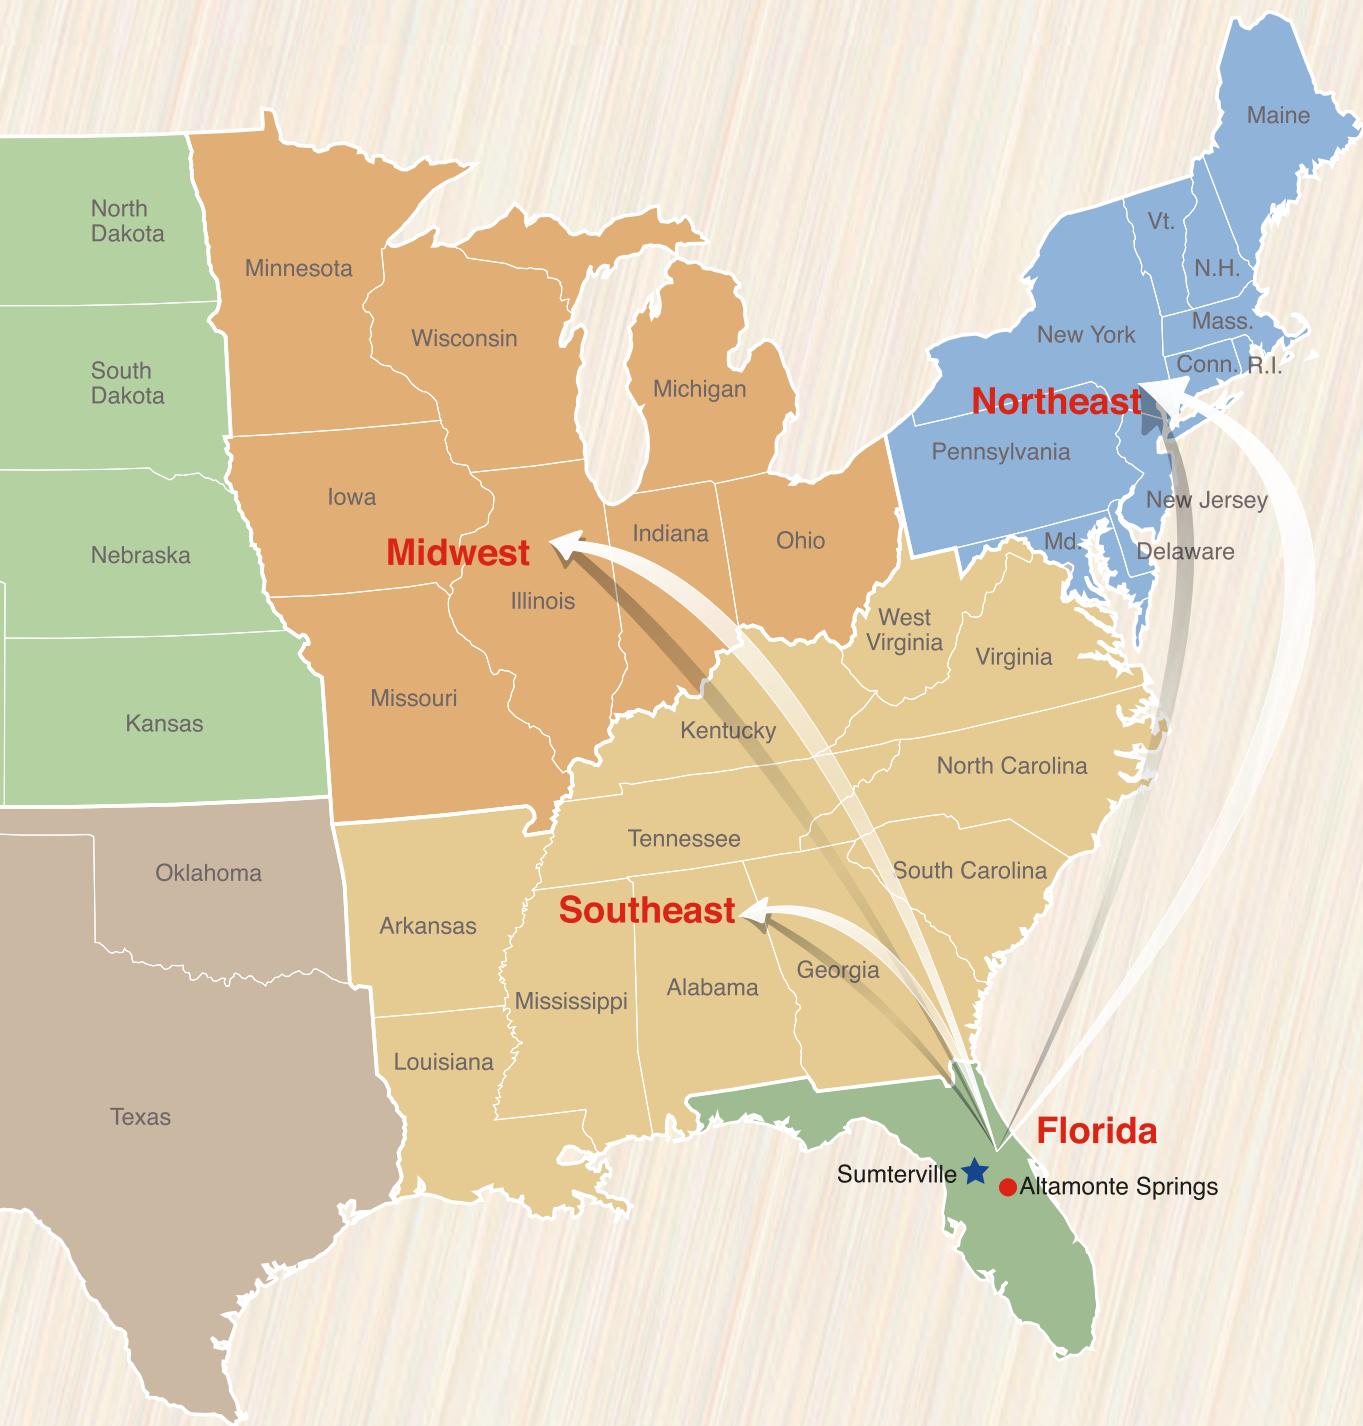 Maine
North
Dakota
Vt.
Minnesota
N.H.
Mass.
New York
Wisconsin
Conn.
R.I.
South
Dakota
Michigan
Northeast
Pennsylvania
Iowa
New Jersey
Indiana
Ohio
Md.
Delaware
Midwest
Nebraska
Illinois
West
Virginia
Virginia
Missouri
Kansas
Kentucky
North Carolina
Tennessee
Oklahoma
South Carolina
Southeast
Arkansas
Georgia
Alabama
Mississippi
Louisiana
Texas
Florida
Sumterville
Altamonte Springs